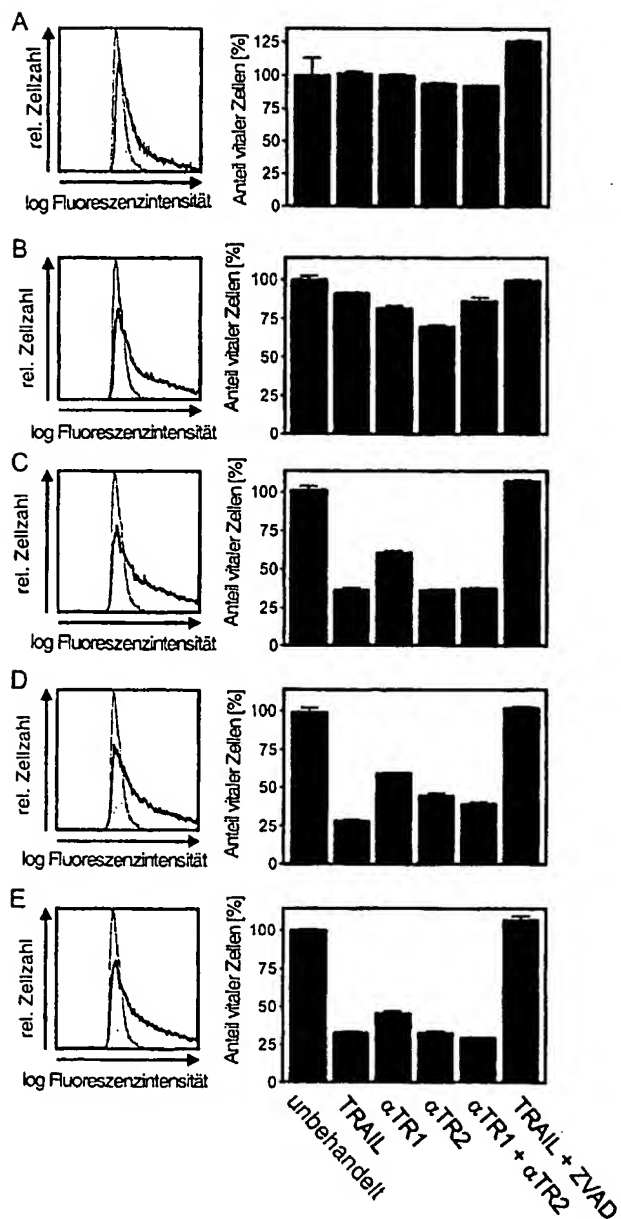 A
rel. Zellzahl
log Fluoreszenzintensität
Anteil vitaler Zellen [%]
125
100
75
50
25
0
B
rel. Zellzahl
log Fluoreszenzintensität
Anteil vitaler Zellen [%]
100
75
50
25
0
C
rel. Zellzahl
log Fluoreszenzintensität
Anteil vitaler Zellen [%]
100
75
50
25
0
D
rel. Zellzahl
log Fluoreszenzintensität
Anteil vitaler Zellen [%]
100
75
50
25
0
E
rel. Zellzahl
log Fluoreszenzintensität
Anteil vitaler Zellen [%]
100
75
50
25
0
unbehandelt
TRAIL
αTR1
αTR2
αTR1 + αTR2
TRAIL + ZVAD